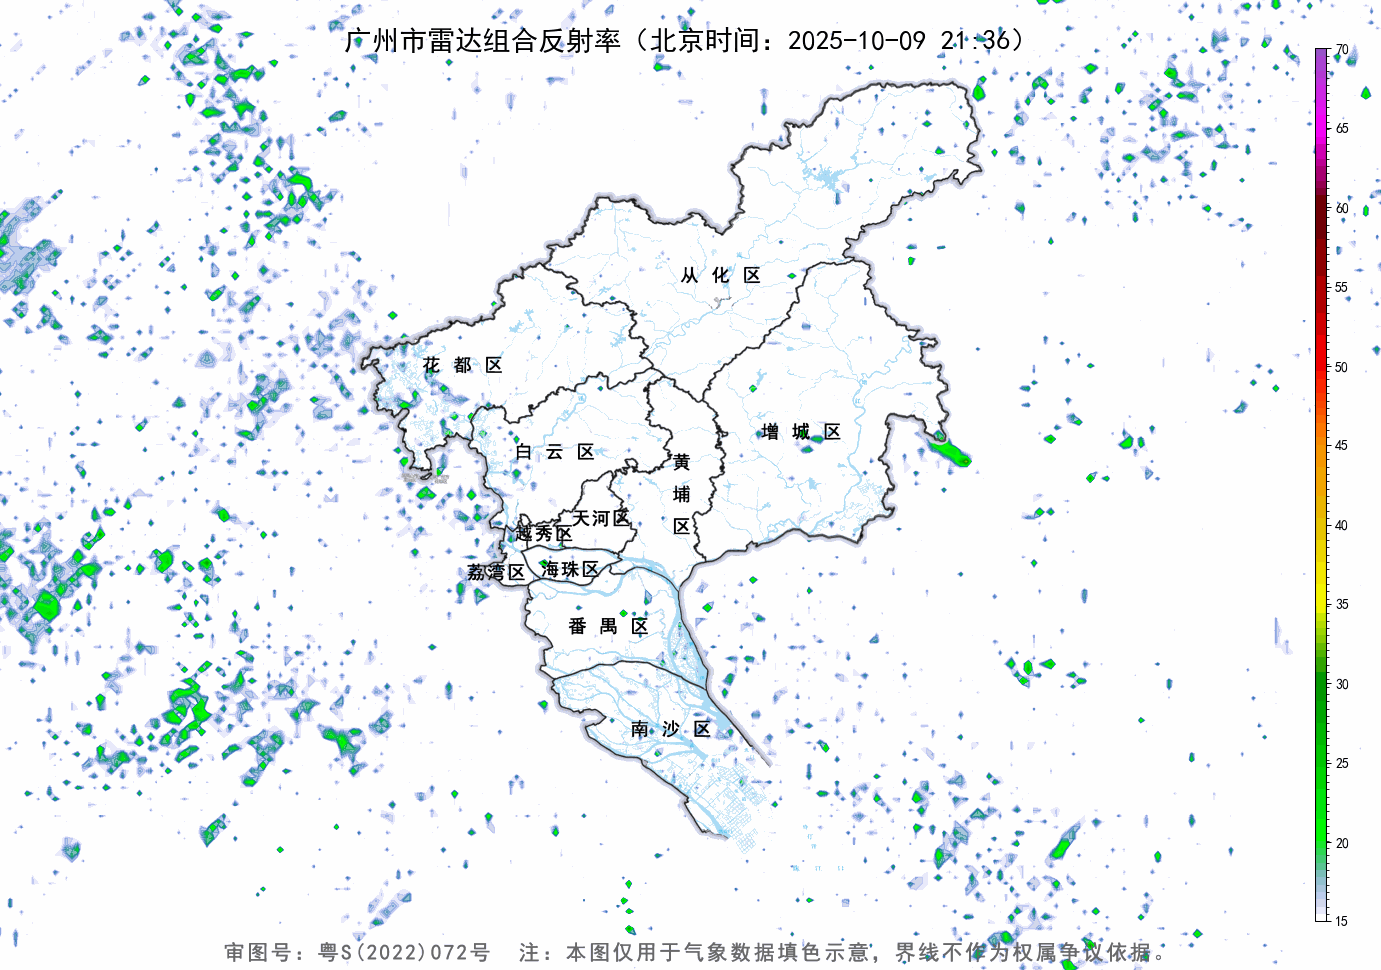 广州市雷达组合反射率（北京时间：2025-10-09 21:36）
70
65
60
55
50
45
40
35
30
25
20
15
从化区
花都区
增城区
白云区
黄埔区
天河区
越秀区
海珠区
荔湾区
番禺区
南沙区
审图号：粤S(2022)072号 注：本图仅用于气象数据填色示意，界线不作为权属争议依据。